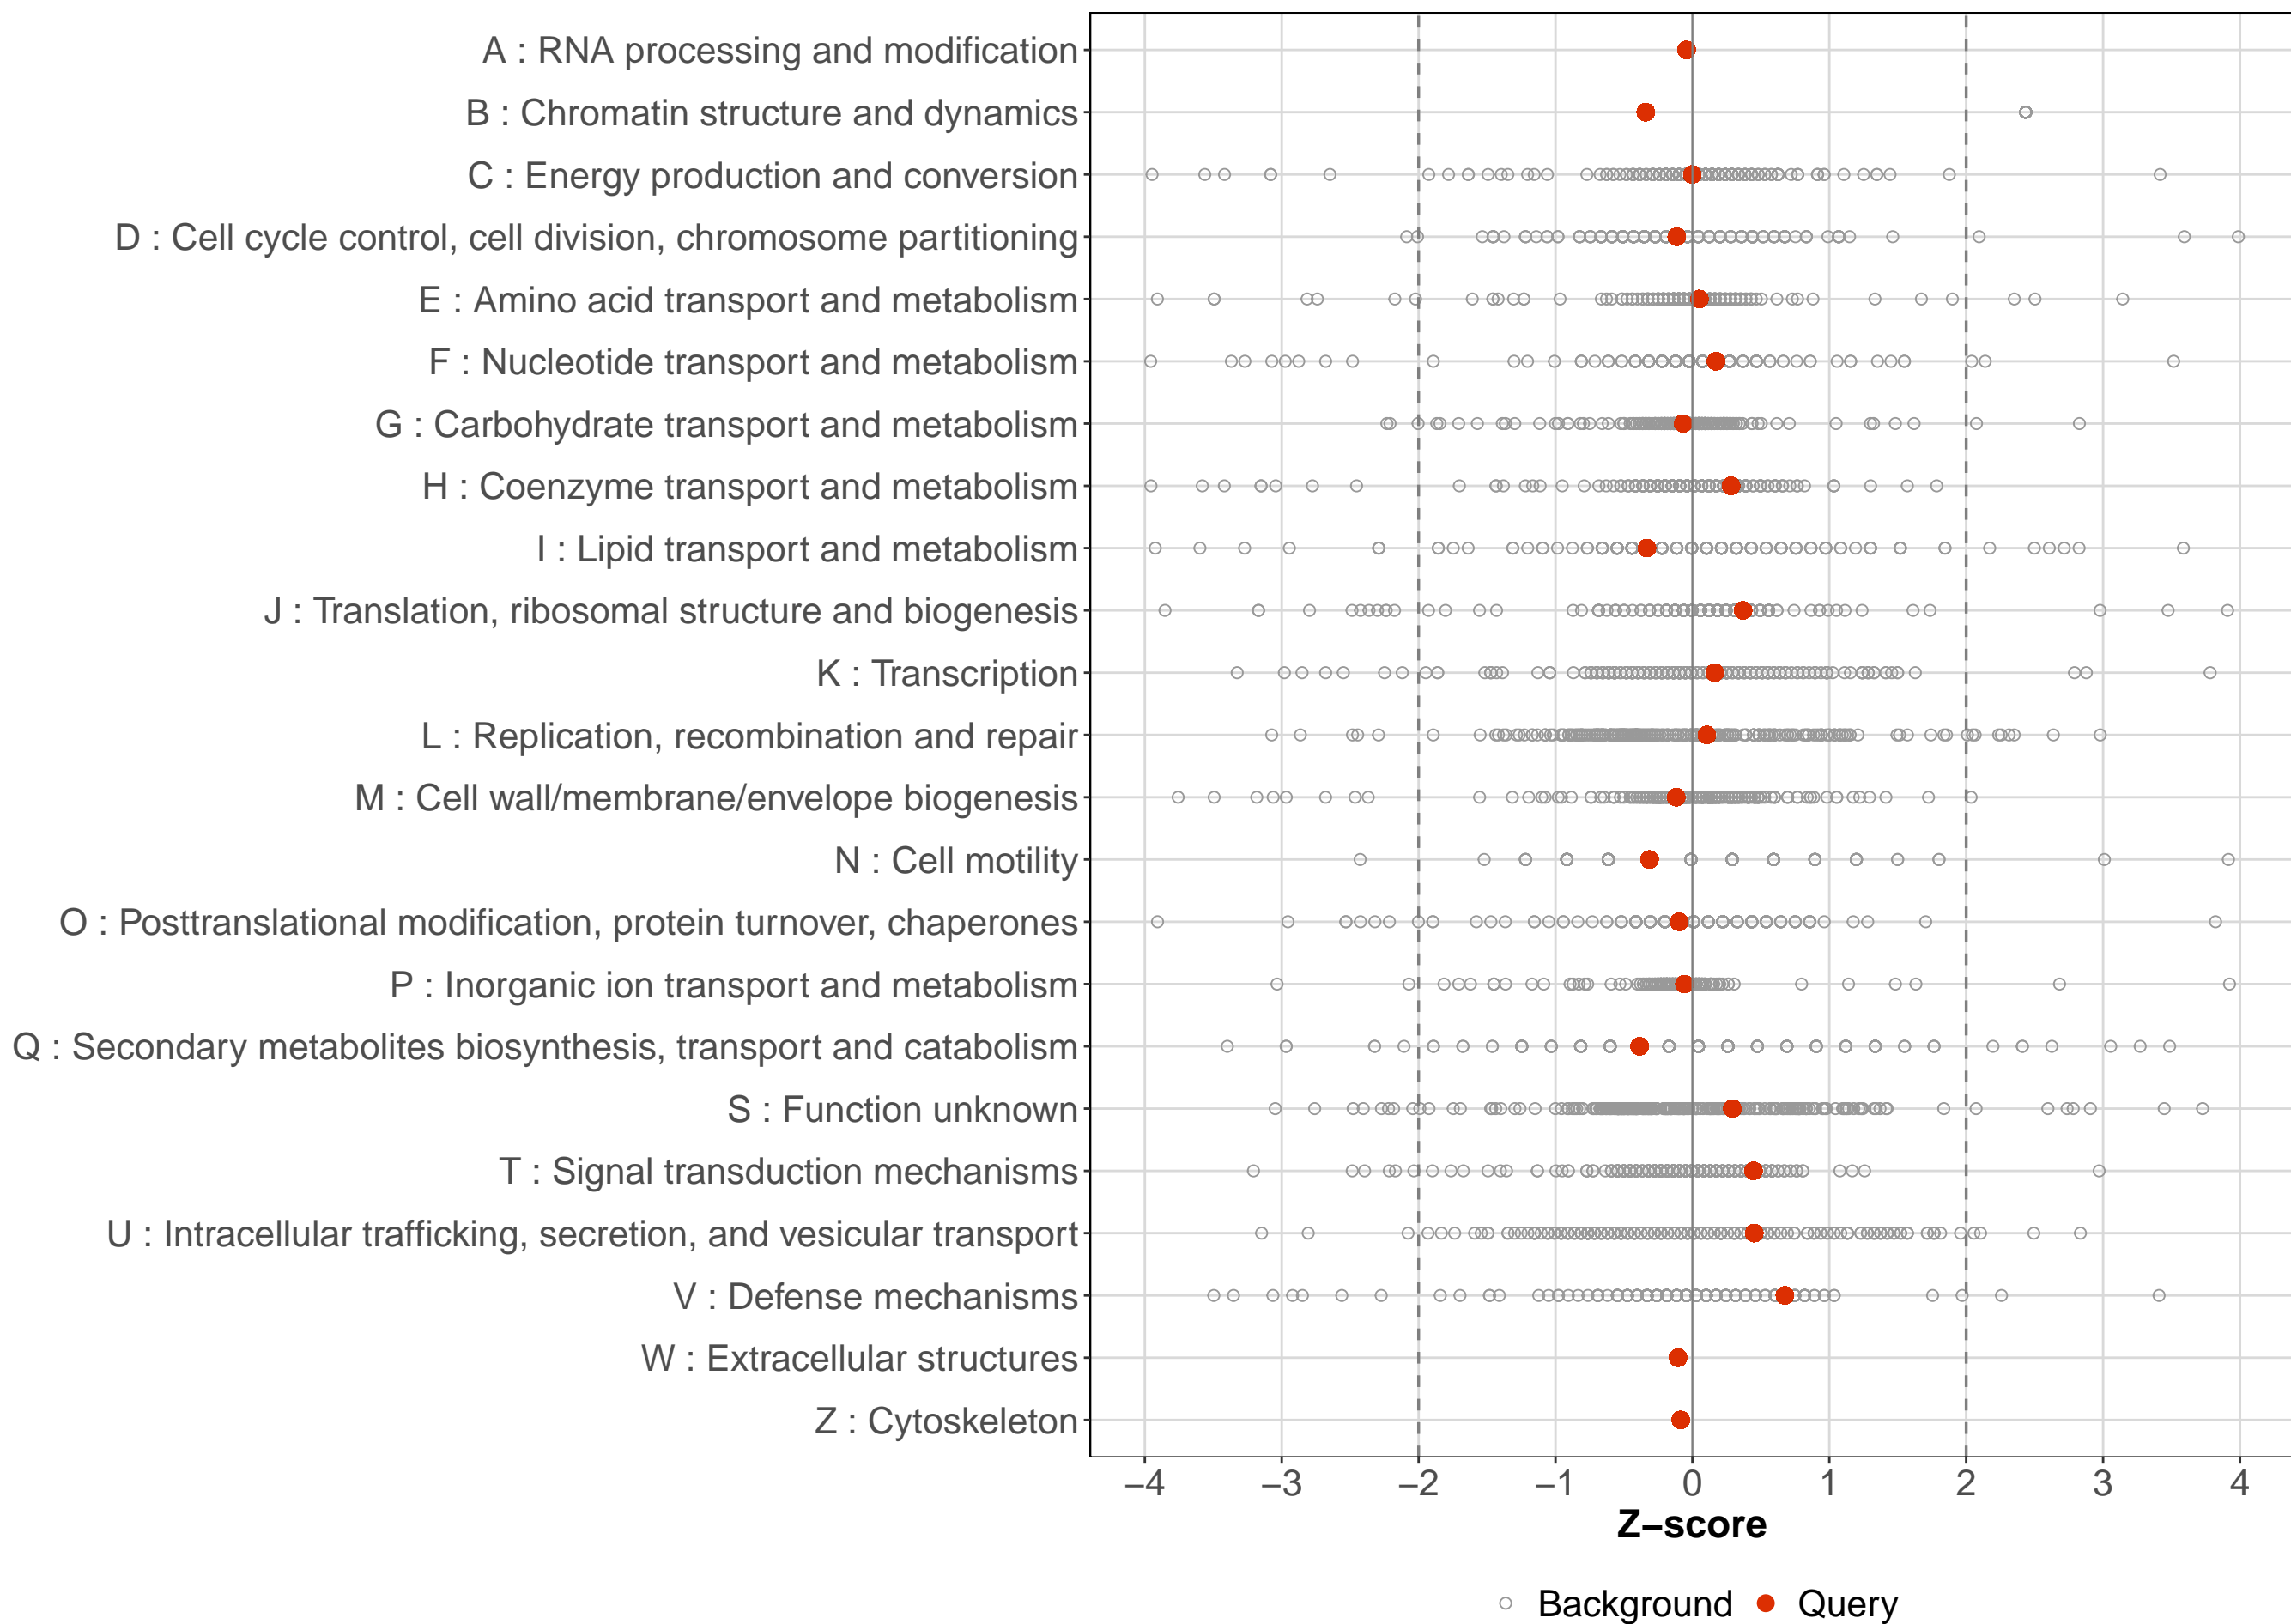 A : RNA processing and modification
B : Chromatin structure and dynamics
C : Energy production and conversion
D : Cell cycle control, cell division, chromosome partitioning
E : Amino acid transport and metabolism
F : Nucleotide transport and metabolism
G : Carbohydrate transport and metabolism
H : Coenzyme transport and metabolism
I : Lipid transport and metabolism
J : Translation, ribosomal structure and biogenesis
K : Transcription
L : Replication, recombination and repair
M : Cell wall/membrane/envelope biogenesis
N : Cell motility
O : Posttranslational modification, protein turnover, chaperones
P : Inorganic ion transport and metabolism
Q : Secondary metabolites biosynthesis, transport and catabolism
S : Function unknown
T : Signal transduction mechanisms
U : Intracellular trafficking, secretion, and vesicular transport
V : Defense mechanisms
W : Extracellular structures
Z : Cytoskeleton
−4 −3 −2 −1 0 1 2 3 4
Z−score
Background Query